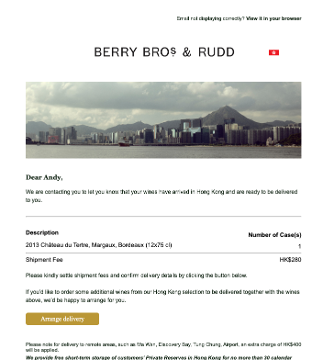 Email not displaying correctly? View it in your browser
BERRY BROS & RUDD
Dear Andy,
We are contacting you to let you know that your wines have arrived in Hong Kong and are ready to be delivered
to you.
Description
Number of Case(s)
2013 Château du Tertre, Margaux, Bordeaux (12x75 cl)
1
Shipment Fee
HK$280
Please kindly settle shipment fees and confirm delivery details by clicking the button below.
If you'd like to order some additional wines from our Hong Kong selection to be delivered together with the wines
above, we'd be happy to arrange for you.
Arrange delivery
Please note for delivery to remote areas, such as Ma Wan, Discovery Bay, Tung Chung, Airport, an extra charge of HK$400
will be applied.
We provide free short-term storage of customers' Private Reserves in Hong Kong for no more than 30 calendar